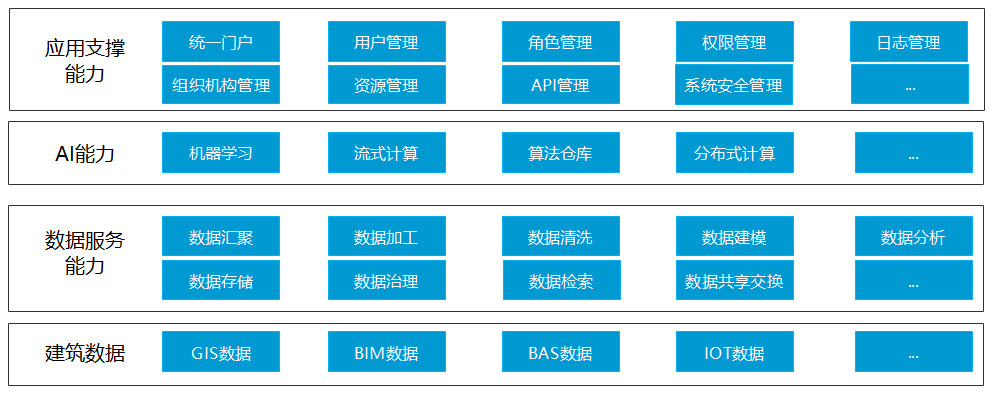 应用支撑
能力
统一门户
用户管理
角色管理
权限管理
日志管理
组织机构管理
资源管理
API管理
系统安全管理
...
AI能力
机器学习
流式计算
算法仓库
分布式计算
...
数据服务
能力
数据汇聚
数据加工
数据清洗
数据建模
数据分析
数据存储
数据治理
数据检索
数据共享交换
...
建筑数据
GIS数据
BIM数据
BAS数据
IOT数据
...